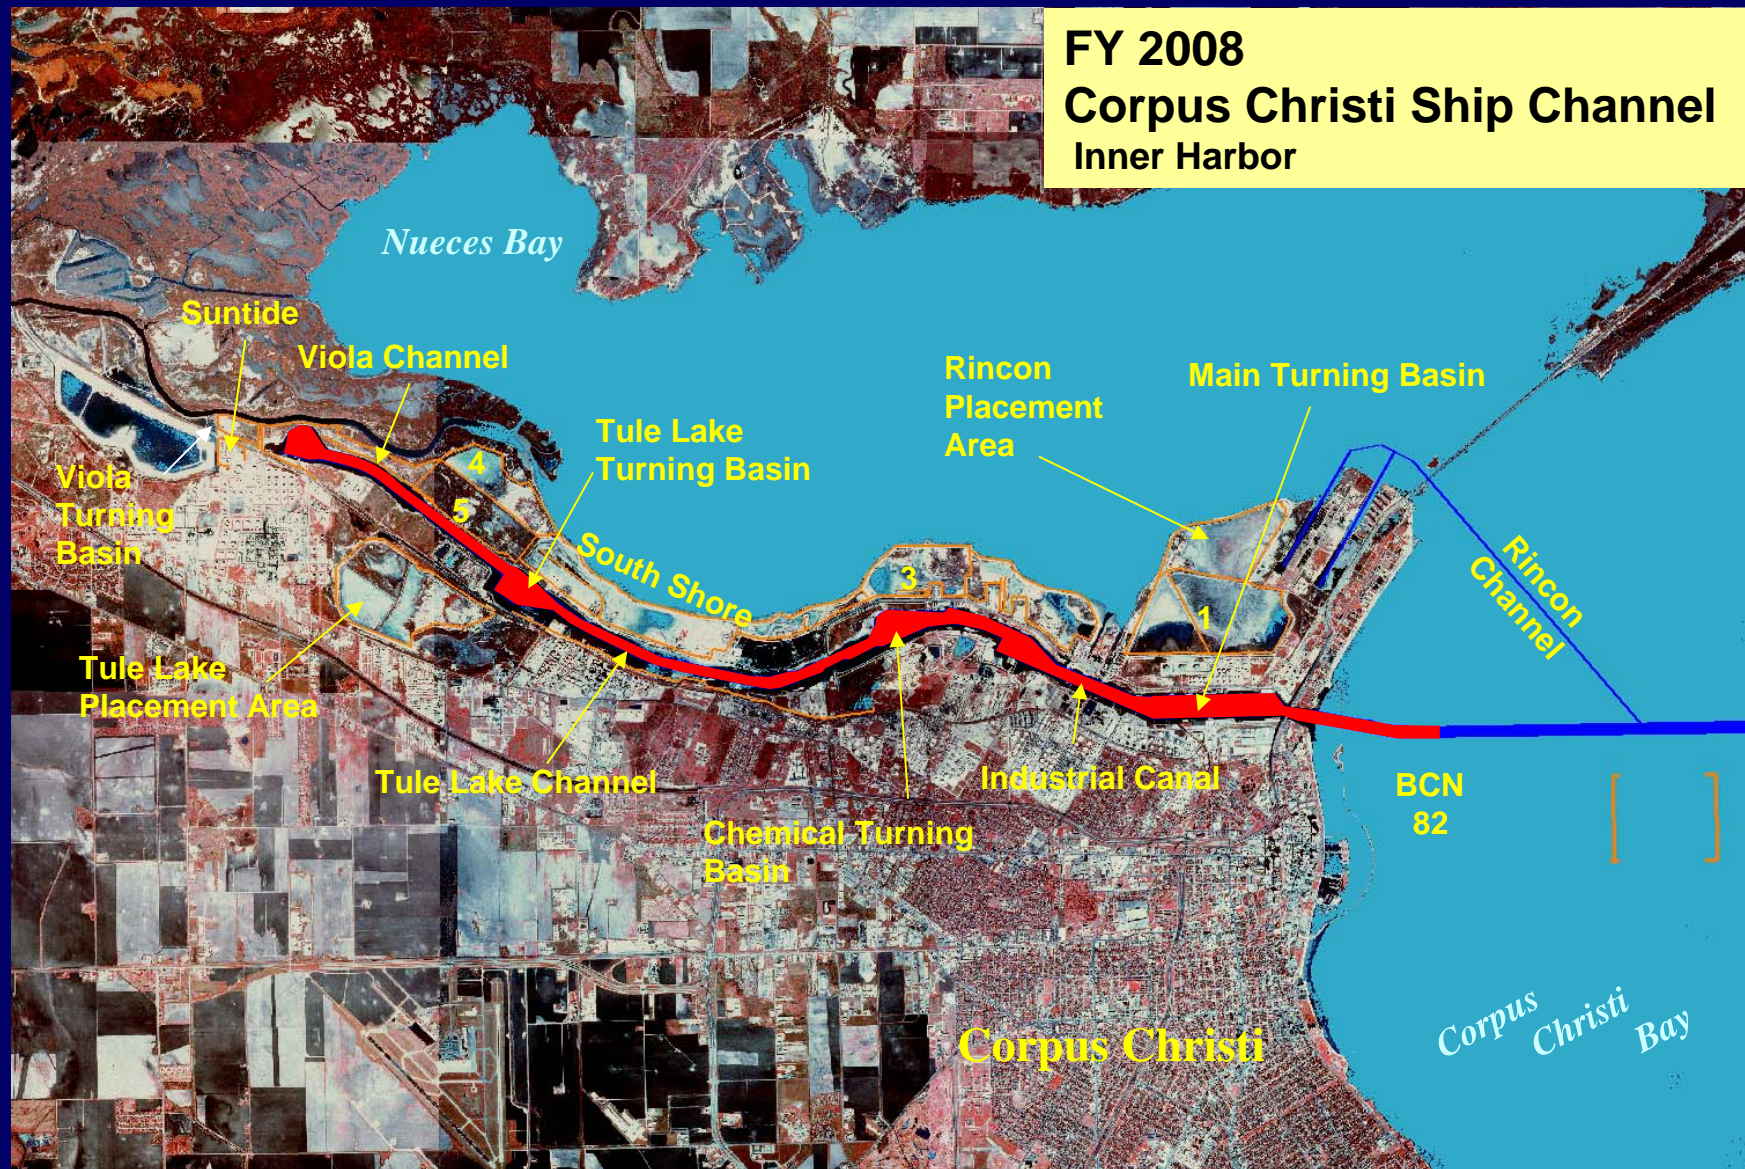 FY 2008
Corpus Christi Ship Channel
Inner Harbor
Nueces Bay
Suntide
Viola Channel
Rincon
Placement
Area
Main Turning Basin
Tule Lake
Turning Basin
4
Viola
Turning
Basin
5
South Shore
3
1
Rincon
Channel
Tule Lake
Placement Area
Tule Lake Channel
Industrial Canal
BCN
82
[ ]
Chemical Turning
Basin
Corpus Christi
Corpus
Christi
Bay